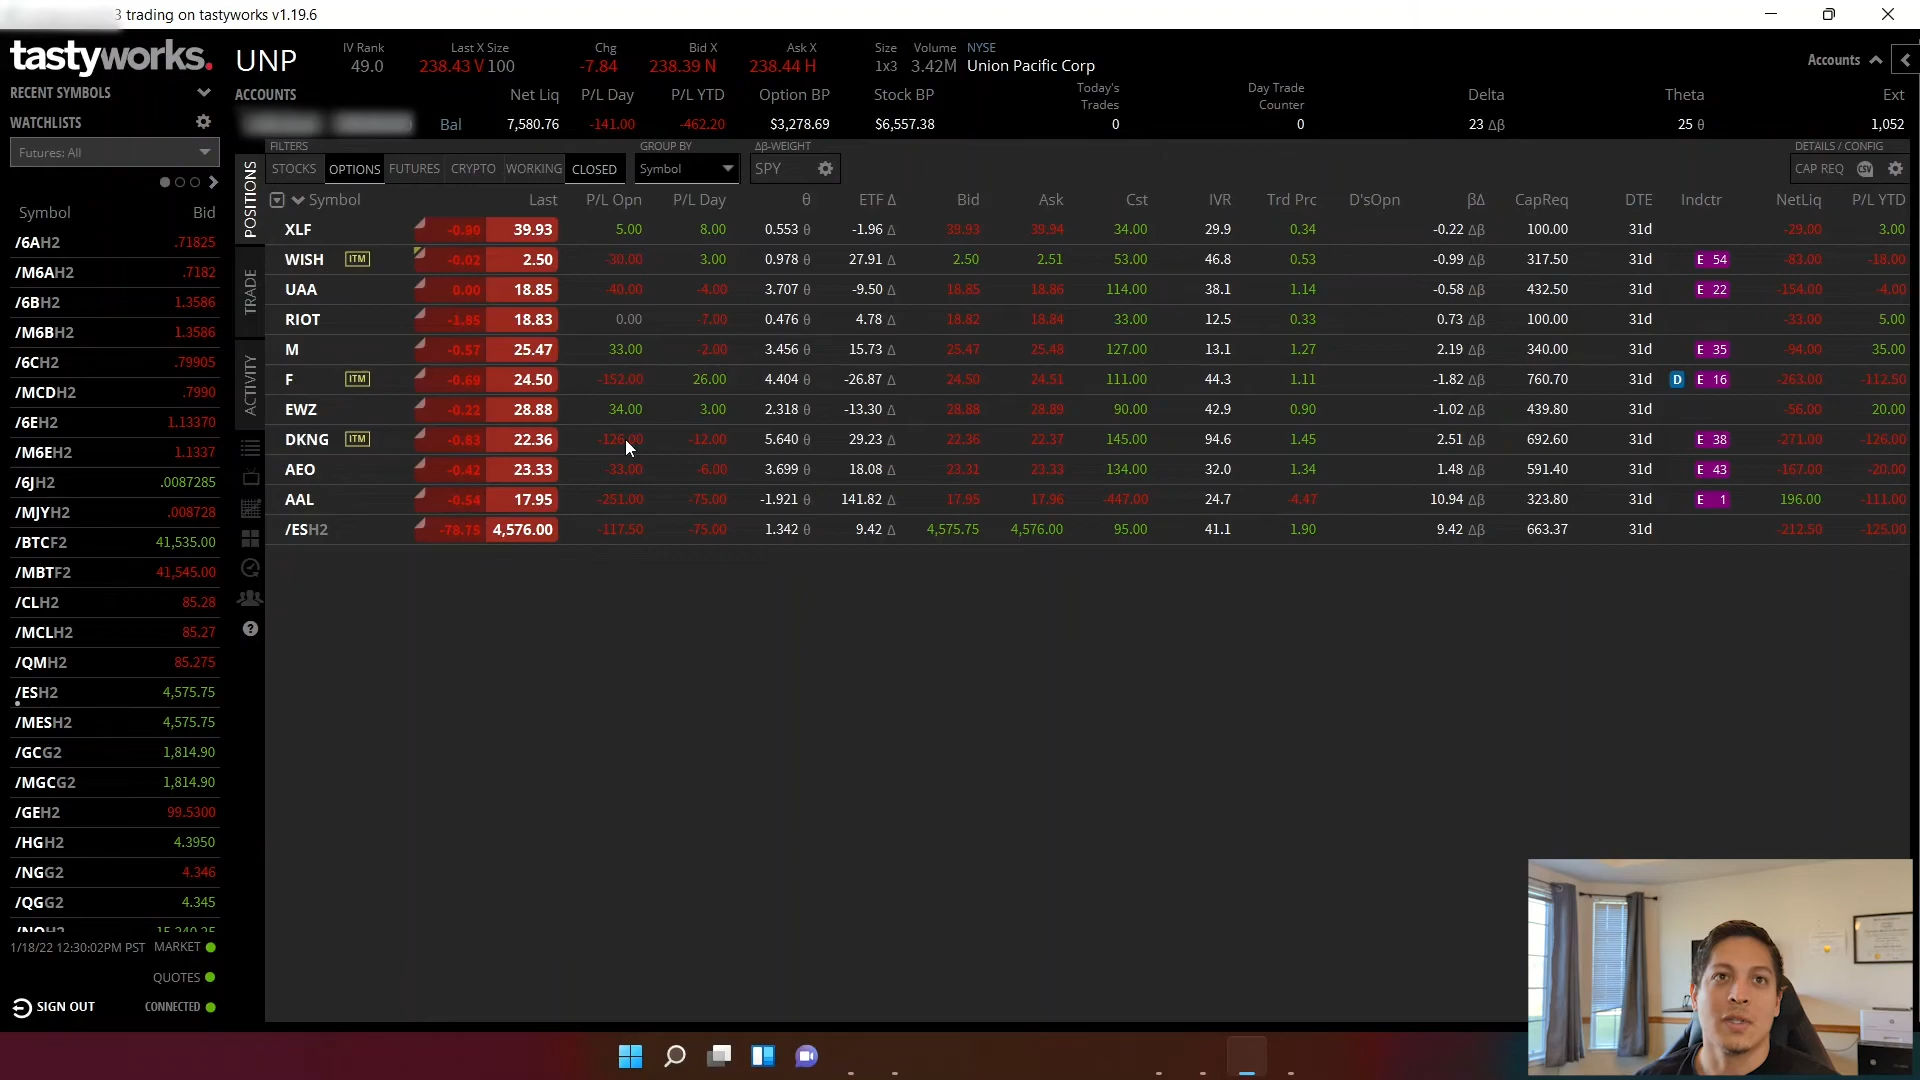 3 trading on tastyworks v1.19.6
tastyworks.
UNP
IV Rank
49.0
Last X Size
238.43 V 100
Chg
-7.84
Bid X
238.39 N
Ask X
238.44 H
Size
1x3
Volume
3.42M
NYSE
Union Pacific Corp
Accounts
RECENT SYMBOLS
WATCHLISTS
Futures: All
ACCOUNTS Net Liq P/L Day P/L YTD Option BP Stock BP Today's Trades Day Trade Counter Delta Theta Ext
Bal 7,580.76 -141.00 -462.20 $3,278.69 $6,557.38 0 0 23 Δβ 25 θ 1,052
FILTERS GROUP BY Δβ-WEIGHT DETAILS / CONFIG
STOCKS OPTIONS FUTURES CRYPTO WORKING CLOSED Symbol SPY CAP REQ CSV
POSITIONS
TRADE
ACTIVITY
Symbol Last P/L Opn P/L Day θ ETF Δ Bid Ask Cst IVR Trd Prc D'sOpn βΔ CapReq DTE Indctr NetLiq P/L YTD
XLF -0.90 39.93 5.00 8.00 0.553 θ -1.96 Δ 39.93 39.94 34.00 29.9 0.34 -0.22 Δβ 100.00 31d -29.00 3.00
WISH ITM -0.02 2.50 -30.00 3.00 0.978 θ 27.91 Δ 2.50 2.51 53.00 46.8 0.53 -0.99 Δβ 317.50 31d E 54 -83.00 -18.00
UAA 0.00 18.85 -40.00 -4.00 3.707 θ -9.50 Δ 18.85 18.86 114.00 38.1 1.14 -0.58 Δβ 432.50 31d E 22 -154.00 -4.00
RIOT -1.85 18.83 0.00 -7.00 0.476 θ 4.78 Δ 18.82 18.84 33.00 12.5 0.33 0.73 Δβ 100.00 31d -33.00 5.00
M -0.57 25.47 33.00 -2.00 3.456 θ 15.73 Δ 25.47 25.48 127.00 13.1 1.27 2.19 Δβ 340.00 31d E 35 -94.00 35.00
F ITM -0.69 24.50 -152.00 26.00 4.404 θ -26.87 Δ 24.50 24.51 111.00 44.3 1.11 -1.82 Δβ 760.70 31d D E 16 -263.00 -112.50
EWZ -0.22 28.88 34.00 3.00 2.318 θ -13.30 Δ 28.88 28.89 90.00 42.9 0.90 -1.02 Δβ 439.80 31d -56.00 20.00
DKNG ITM -0.83 22.36 -126.00 -12.00 5.640 θ 29.23 Δ 22.36 22.37 145.00 94.6 1.45 2.51 Δβ 692.60 31d E 38 -271.00 -126.00
AEO -0.42 23.33 -33.00 -6.00 3.699 θ 18.08 Δ 23.31 23.33 134.00 32.0 1.34 1.48 Δβ 591.40 31d E 43 -167.00 -20.00
AAL -0.54 17.95 -251.00 -75.00 -1.921 θ 141.82 Δ 17.95 17.96 -447.00 24.7 -4.47 10.94 Δβ 323.80 31d E 1 196.00 -111.00
/ESH2 -78.75 4,576.00 -117.50 -75.00 1.342 θ 9.42 Δ 4,575.75 4,576.00 95.00 41.1 1.90 9.42 Δβ 663.37 31d -212.50 -125.00
Symbol Bid
/6AH2 .71825
/M6AH2 .7182
/6BH2 1.3586
/M6BH2 1.3586
/6CH2 .79905
/MCDH2 .7990
/6EH2 1.13370
/M6EH2 1.1337
/6JH2 .0087285
/MJYH2 .008728
/BTCF2 41,535.00
/MBTF2 41,545.00
/CLH2 85.28
/MCLH2 85.27
/QMH2 85.275
/ESH2 4,575.75
/MESH2 4,575.75
/GCG2 1,814.90
/MGCG2 1,814.90
/GEH2 99.5300
/HGH2 4.3950
/NGG2 4.346
/QGG2 4.345
1/18/22 12:30:02PM PST MARKET
QUOTES
SIGN OUT CONNECTED